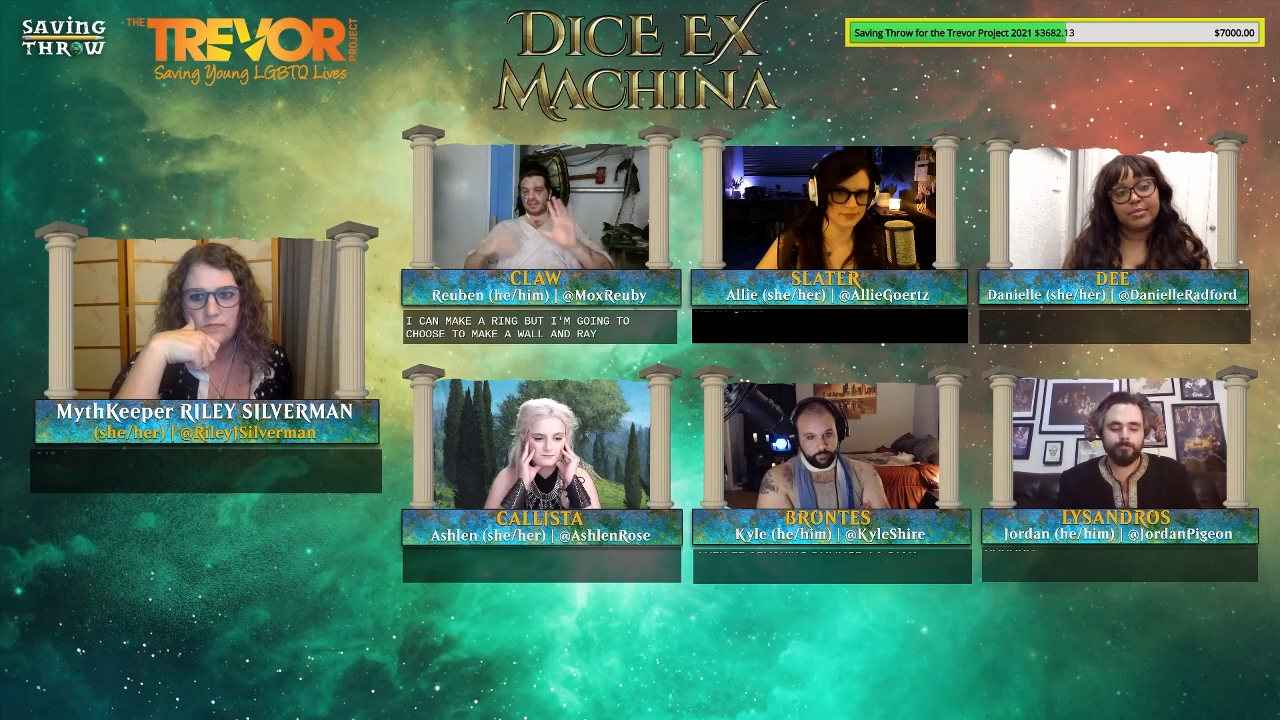 SAVING
THROW
THE TREVOR PROJECT
Saving Young LGBTQ Lives
DICE EX
MACHINA
Saving Throw for the Trevor Project 2021 $3682.13 $7000.00
CLAW
Reuben (he/him) | @MoxReuby
I CAN MAKE A RING BUT I'M GOING TO
CHOOSE TO MAKE A WALL AND RAY
SLATER
Allie (she/her) | @AllieGoertz
DEE
Danielle (she/her) | @DanielleRadford
MythKeeper RILEY SILVERMAN
(she/her) | @RileyJSilverman
CALLISTA
Ashlen (she/her) | @AshlenRose
BRONTES
Kyle (he/him) | @KyleShire
LYSANDROS
Jordan (he/him) | @JordanPigeon